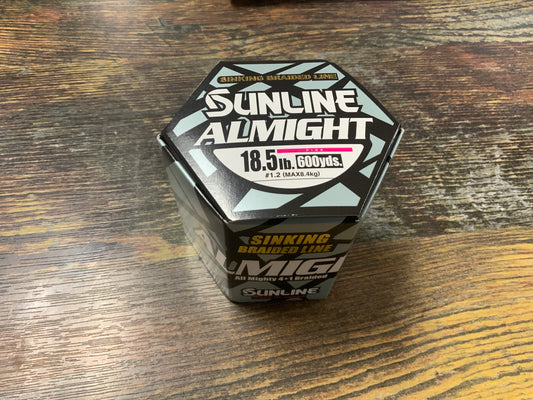 SINKING BRAIDED LINE
SUNLINE
ALMIGHT
PINK
18.5lb. 600yds.
#1.2 (MAX8.4kg)
SINKING
BRAIDED LINE
ALMIGH
All Mighty 4+1 Braided
SUNLINE